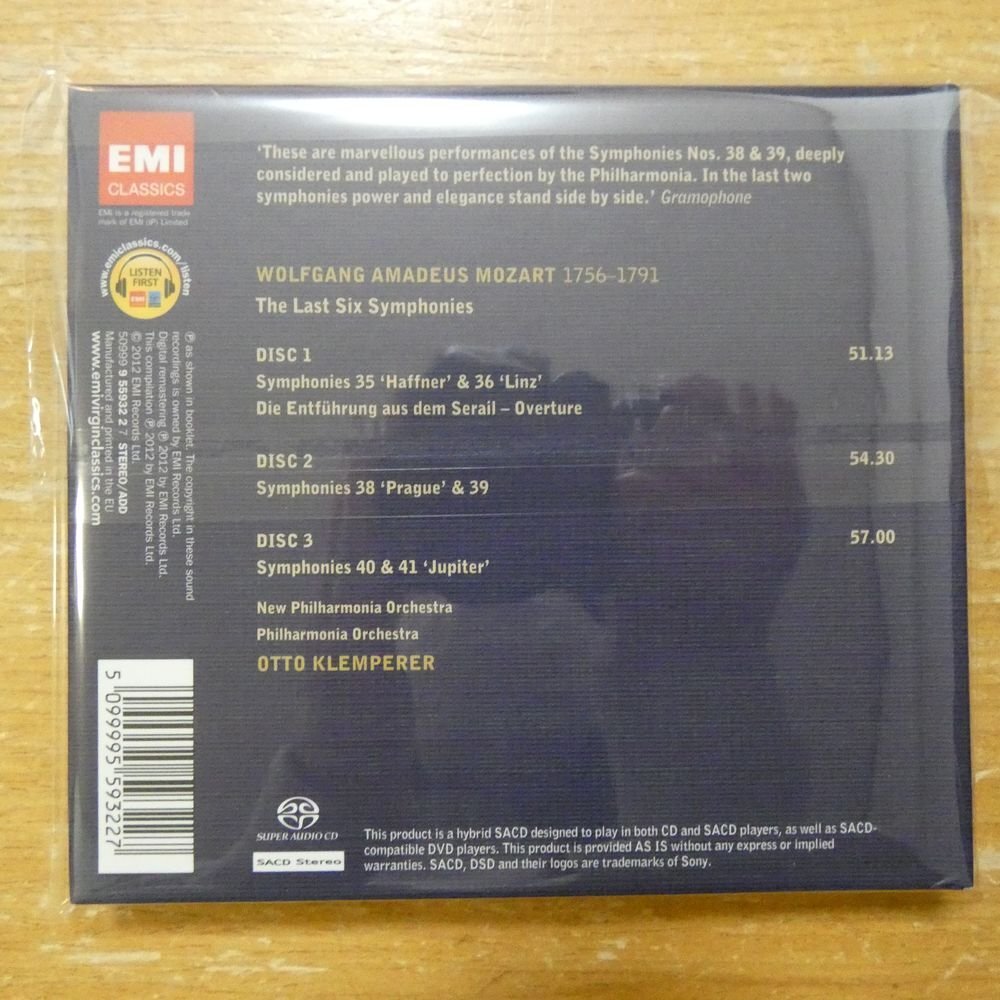 EMI
CLASSICS
EMI is a registered trade
mark of EMI (IP) Limited
www.emiclassics.com/listen
LISTEN
FIRST
EMI
℗ as shown in booklet. The copyright in these sound
recordings is owned by EMI Records Ltd.
Digital remastering ℗ 2012 by EMI Records Ltd.
This compilation ℗ 2012 by EMI Records Ltd.
© 2012 EMI Records Ltd.
50999 9 55932 2 7 STEREO/ADD
Manufactured and printed in the EU
www.emivirginclassics.com
5 099995 593227
‘These are marvellous performances of the Symphonies Nos. 38 & 39, deeply
considered and played to perfection by the Philharmonia. In the last two
symphonies power and elegance stand side by side.’ Gramophone
WOLFGANG AMADEUS MOZART 1756–1791
The Last Six Symphonies
DISC 1 51.13
Symphonies 35 ‘Haffner’ & 36 ‘Linz’
Die Entführung aus dem Serail – Overture
DISC 2 54.30
Symphonies 38 ‘Prague’ & 39
DISC 3 57.00
Symphonies 40 & 41 ‘Jupiter’
New Philharmonia Orchestra
Philharmonia Orchestra
OTTO KLEMPERER
SUPER AUDIO CD
SACD Stereo
This product is a hybrid SACD designed to play in both CD and SACD players, as well as SACD-
compatible DVD players. This product is provided AS IS without any express or implied
warranties. SACD, DSD and their logos are trademarks of Sony.